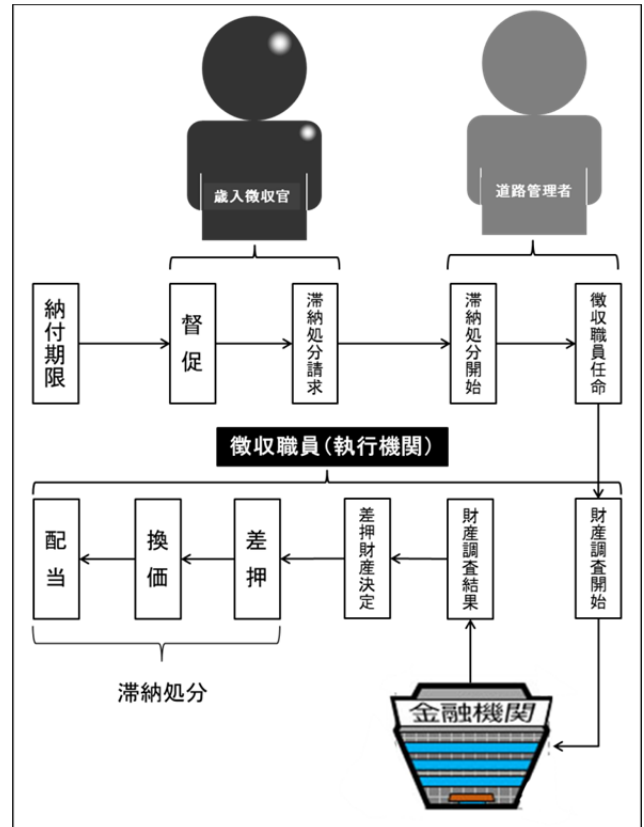 歳入徴収官
道路管理者
納付期限
督促
滞納処分請求
滞納処分開始
徴収職員任命
徴収職員(執行機関)
配当
換価
差押
差押財産決定
財産調査結果
財産調査開始
滞納処分
金融機関